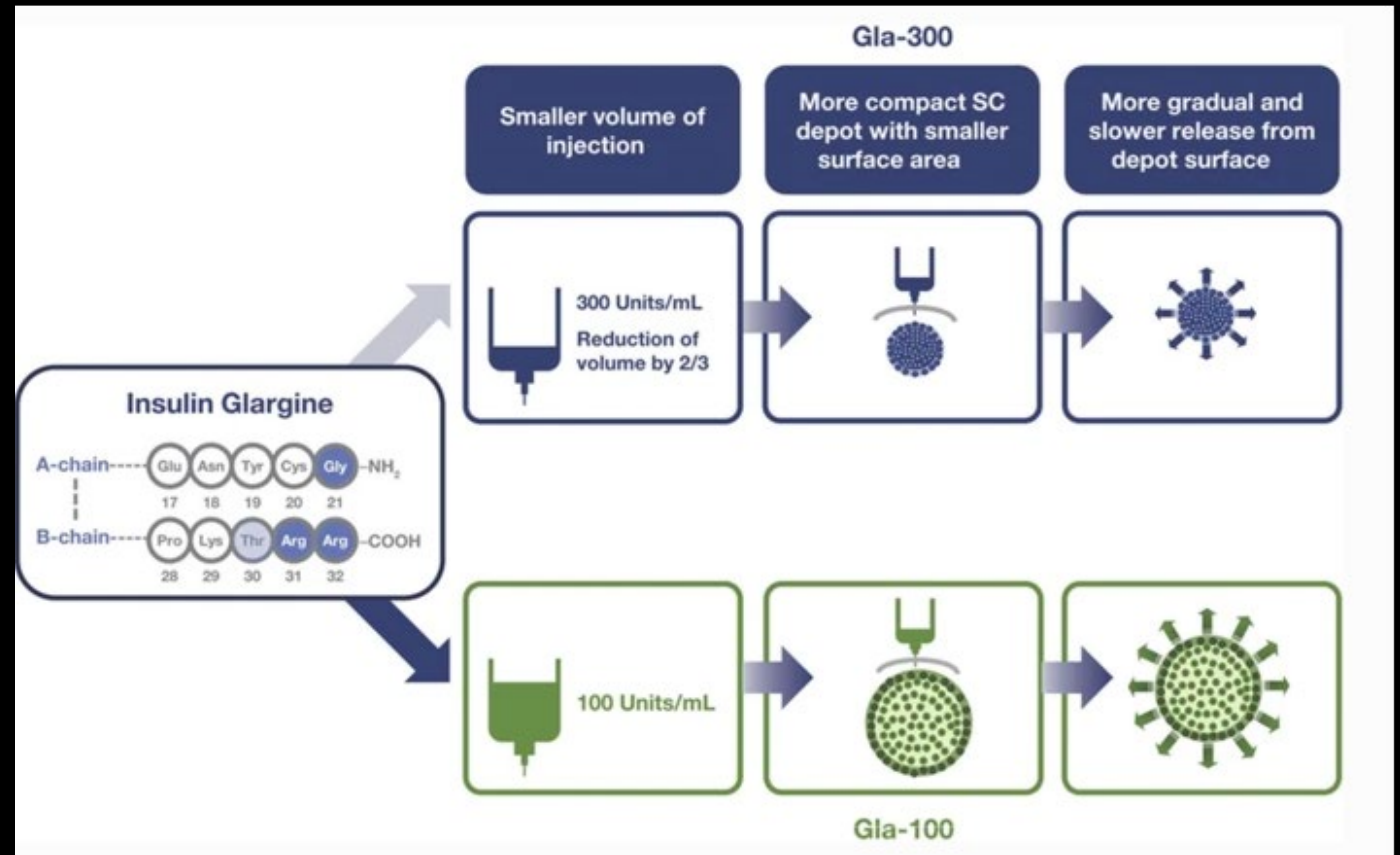 Gla-300
Smaller volume of
injection
More compact SC
depot with smaller
surface area
More gradual and
slower release from
depot surface
300 Units/mL
Reduction of
volume by 2/3
Insulin Glargine
A-chain
Glu Asn Tyr Cys Gly -NH₂
17 18 19 20 21
B-chain
Pro Lys Thr Arg Arg -COOH
28 29 30 31 32
100 Units/mL
Gla-100